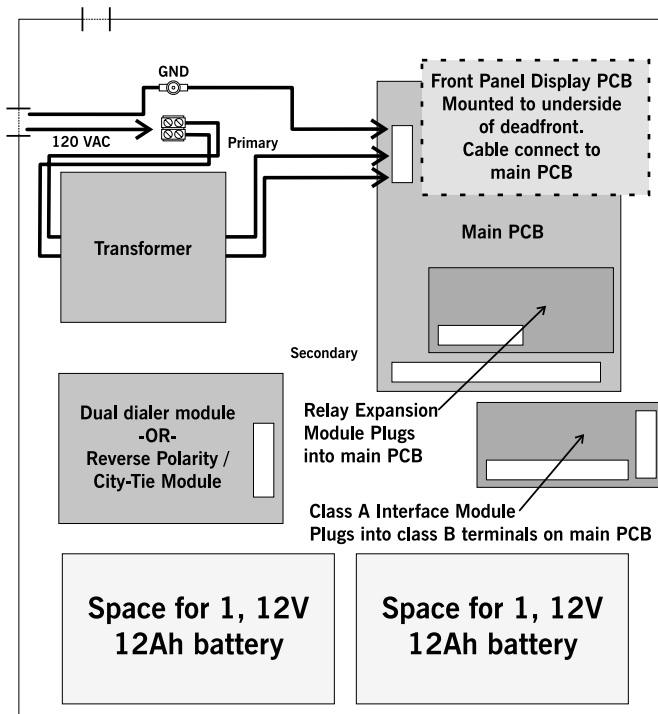 GND
120 VAC
Primary
Front Panel Display PCB
Mounted to underside
of deadfront.
Cable connect to
main PCB
Transformer
Main PCB
Secondary
Dual dialer module
-OR-
Reverse Polarity /
City-Tie Module
Relay Expansion
Module Plugs
into main PCB
Class A Interface Module
Plugs into class B terminals on main PCB
Space for 1, 12V
12Ah battery
Space for 1, 12V
12Ah battery